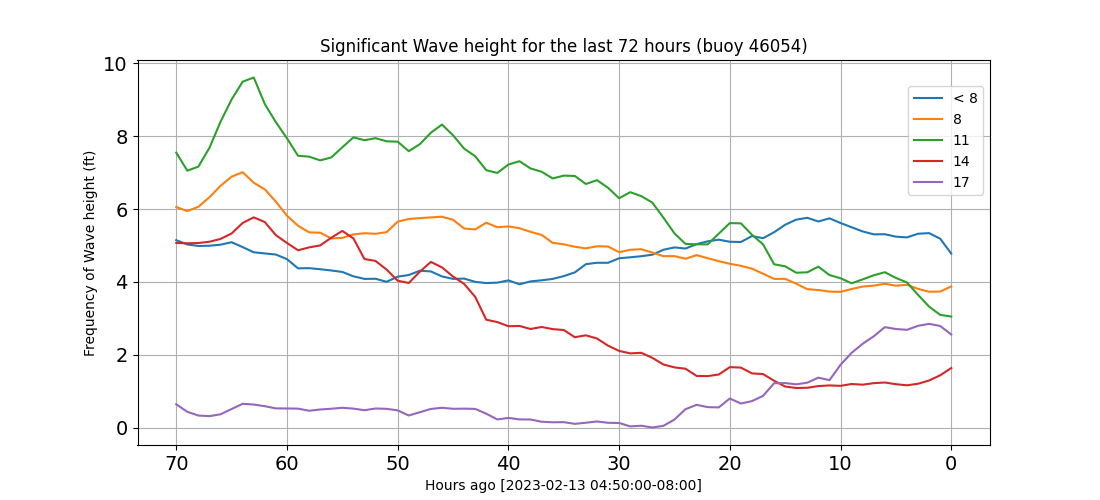 Significant Wave height for the last 72 hours (buoy 46054)
Frequency of Wave height (ft)
10
8
6
4
2
0
< 8
8
11
14
17
70 60 50 40 30 20 10 0
Hours ago [2023-02-13 04:50:00-08:00]